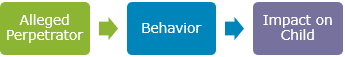 Alleged
Perpetrator
Behavior
Impact on
Child